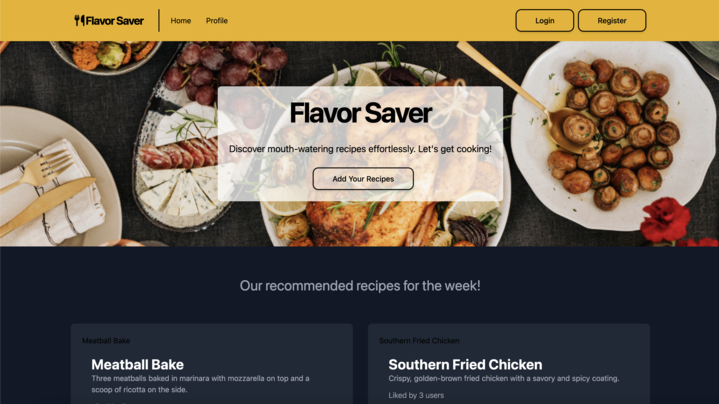 Flavor Saver
Home
Profile
Login
Register
Flavor Saver
Discover mouth-watering recipes effortlessly. Let's get cooking!
Add Your Recipes
Our recommended recipes for the week!
Meatball Bake
Meatball Bake
Three meatballs baked in marinara with mozzarella on top and a
scoop of ricotta on the side.
Southern Fried Chicken
Southern Fried Chicken
Crispy, golden-brown fried chicken with a savory and spicy coating.
Liked by 3 users